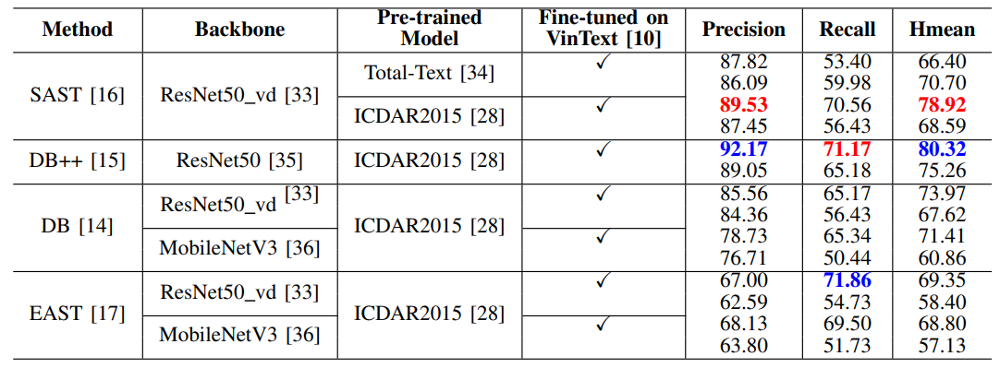 Method Backbone Pre-trained Model Fine-tuned on VinText [10] Precision Recall Hmean
SAST [16] ResNet50_vd [33] Total-Text [34] ✓ 87.82 53.40 66.40
86.09 59.98 70.70
ICDAR2015 [28] ✓ 89.53 70.56 78.92
87.45 56.43 68.59
DB++ [15] ResNet50 [35] ICDAR2015 [28] ✓ 92.17 71.17 80.32
89.05 65.18 75.26
DB [14] ResNet50_vd [33] ICDAR2015 [28] ✓ 85.56 65.17 73.97
84.36 56.43 67.62
MobileNetV3 [36] ✓ 78.73 65.34 71.41
76.71 50.44 60.86
EAST [17] ResNet50_vd [33] ICDAR2015 [28] ✓ 67.00 71.86 69.35
62.59 54.73 58.40
MobileNetV3 [36] ✓ 68.13 69.50 68.80
63.80 51.73 57.13